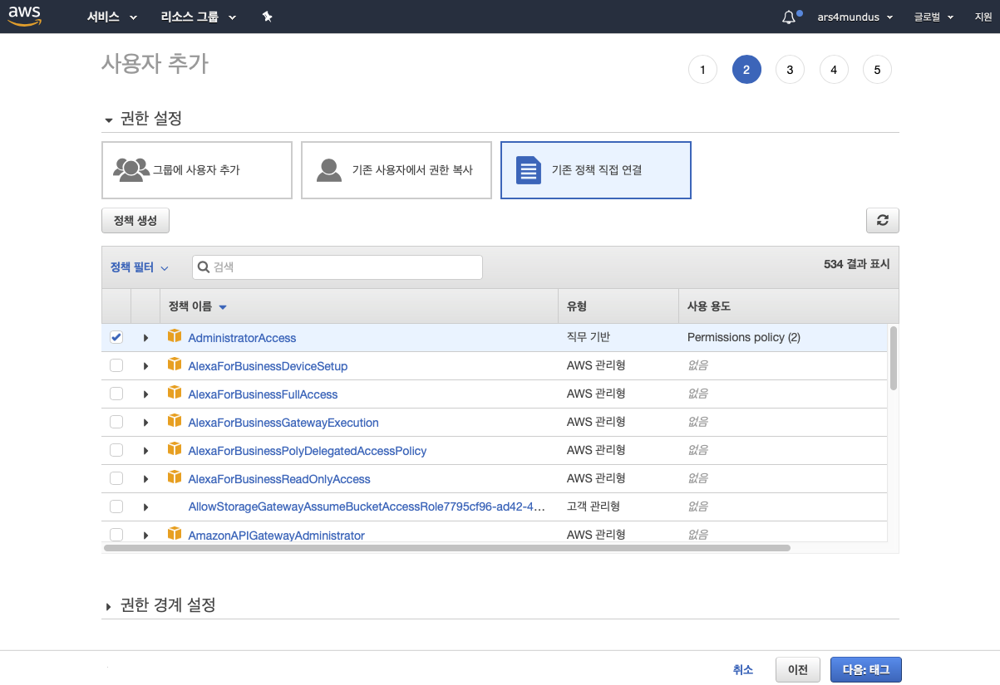 aws 서비스 리소스 그룹 ars4mundus 글로벌 지원
사용자 추가
1 2 3 4 5
권한 설정
그룹에 사용자 추가 기존 사용자에서 권한 복사 기존 정책 직접 연결
정책 생성
정책 필터 검색 534 결과 표시
정책 이름 유형 사용 용도
AdministratorAccess 직무 기반 Permissions policy (2)
AlexaForBusinessDeviceSetup AWS 관리형 없음
AlexaForBusinessFullAccess AWS 관리형 없음
AlexaForBusinessGatewayExecution AWS 관리형 없음
AlexaForBusinessPolyDelegatedAccessPolicy AWS 관리형 없음
AlexaForBusinessReadOnlyAccess AWS 관리형 없음
AllowStorageGatewayAssumeBucketAccessRole7795cf96-ad42-4... 고객 관리형 없음
AmazonAPIGatewayAdministrator AWS 관리형 없음
권한 경계 설정
취소 이전 다음: 태그